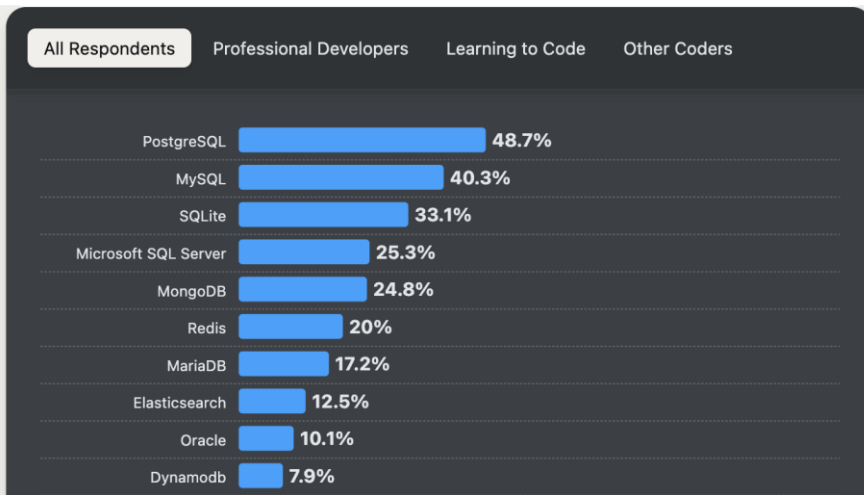 All Respondents Professional Developers Learning to Code Other Coders
PostgreSQL 48.7%
MySQL 40.3%
SQLite 33.1%
Microsoft SQL Server 25.3%
MongoDB 24.8%
Redis 20%
MariaDB 17.2%
Elasticsearch 12.5%
Oracle 10.1%
Dynamodb 7.9%